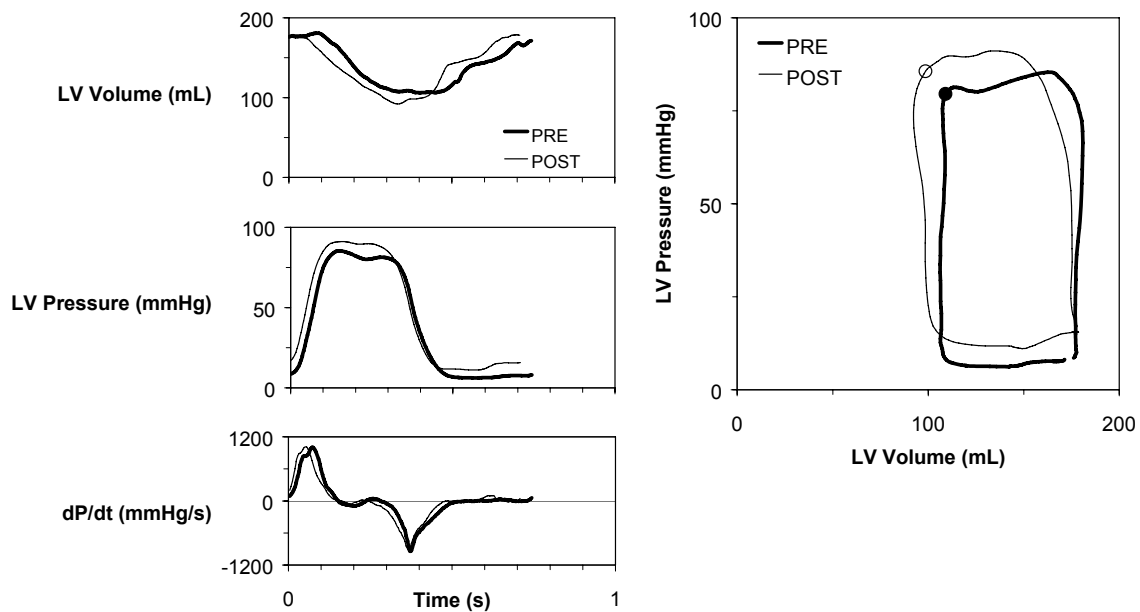 200
LV Volume (mL)
100
0
PRE
POST
100
LV Pressure (mmHg)
50
0
1200
dP/dt (mmHg/s)
0
-1200
0
Time (s)
1
100
PRE
POST
LV Pressure (mmHg)
50
0
0
100
200
LV Volume (mL)